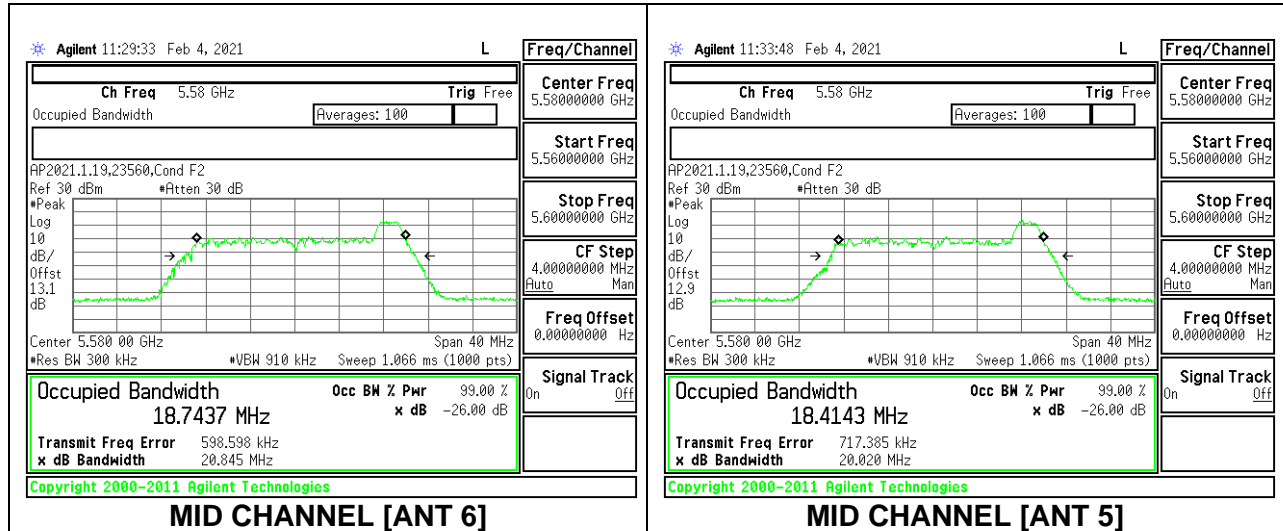 Agilent 11:29:33 Feb 4, 2021 L
Freq/Channel
Ch Freq 5.58 GHz Trig Free
Occupied Bandwidth Averages: 100
AP2021.1.19,23560,Cond F2
Ref 30 dBm #Atten 30 dB
#Peak
Log
10
dB/
Offst
13.1
dB
Center 5.580 00 GHz Span 40 MHz
#Res BW 300 kHz #VBW 910 kHz Sweep 1.066 ms (1000 pts)
Occupied Bandwidth Occ BW % Pwr 99.00 %
18.7437 MHz x dB -26.00 dB
Transmit Freq Error 598.598 kHz
x dB Bandwidth 20.845 MHz
Copyright 2000-2011 Agilent Technologies
Center Freq
5.58000000 GHz
Start Freq
5.56000000 GHz
Stop Freq
5.60000000 GHz
CF Step
4.00000000 MHz
Auto Man
Freq Offset
0.00000000 Hz
Signal Track
On Off
MID CHANNEL [ANT 6]
Agilent 11:33:48 Feb 4, 2021 L
Freq/Channel
Ch Freq 5.58 GHz Trig Free
Occupied Bandwidth Averages: 100
AP2021.1.19,23560,Cond F2
Ref 30 dBm #Atten 30 dB
#Peak
Log
10
dB/
Offst
12.9
dB
Center 5.580 00 GHz Span 40 MHz
#Res BW 300 kHz #VBW 910 kHz Sweep 1.066 ms (1000 pts)
Occupied Bandwidth Occ BW % Pwr 99.00 %
18.4143 MHz x dB -26.00 dB
Transmit Freq Error 717.385 kHz
x dB Bandwidth 20.020 MHz
Copyright 2000-2011 Agilent Technologies
Center Freq
5.58000000 GHz
Start Freq
5.56000000 GHz
Stop Freq
5.60000000 GHz
CF Step
4.00000000 MHz
Auto Man
Freq Offset
0.00000000 Hz
Signal Track
On Off
MID CHANNEL [ANT 5]